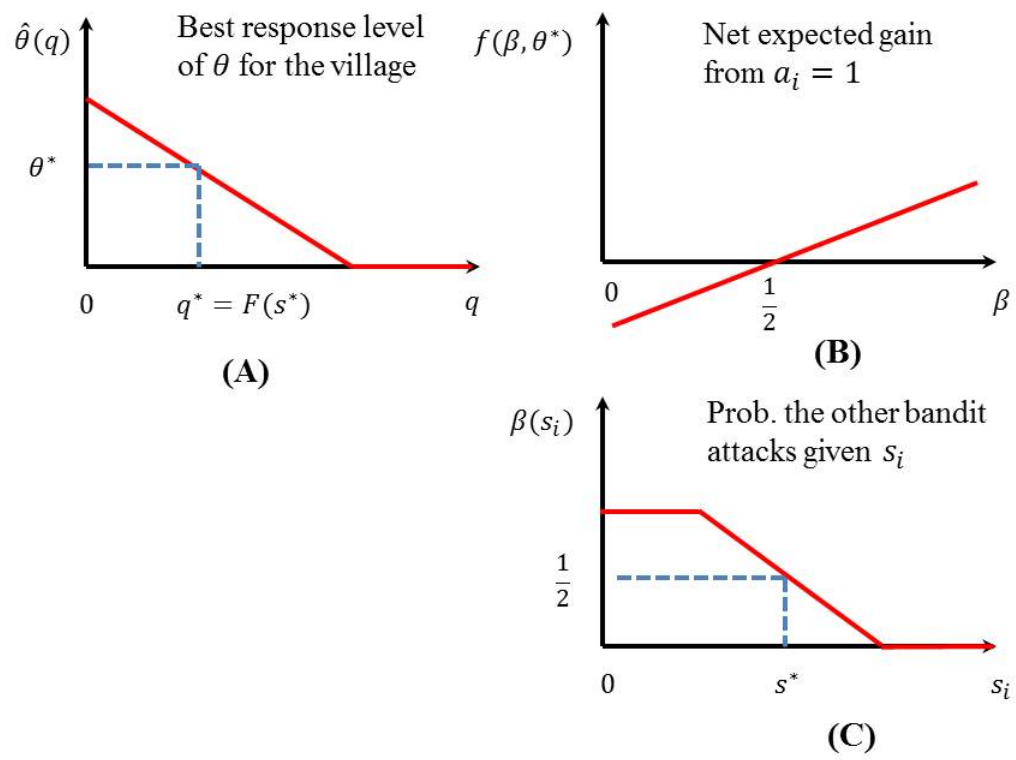 θ̂(q)
Best response level
of θ for the village
θ*
0
q* = F(s*)
q
(A)
f(β, θ*)
Net expected gain
from aᵢ = 1
0
1/2
β
(B)
β(sᵢ)
Prob. the other bandit
attacks given sᵢ
1/2
0
s*
sᵢ
(C)